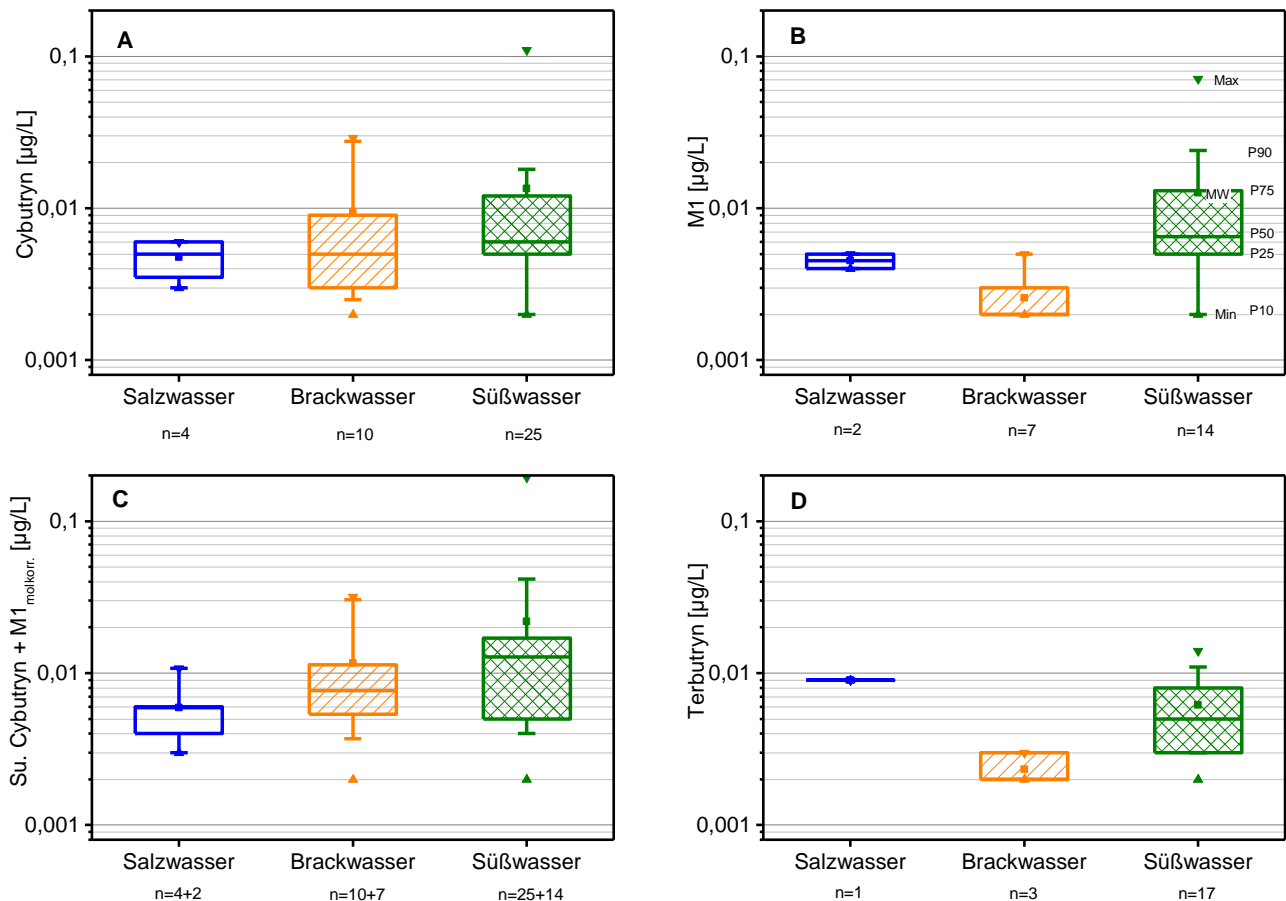 A
Cybutryn [µg/L]
0,1
0,01
0,001
Salzwasser Brackwasser Süßwasser
n=4 n=10 n=25
B
M1 [µg/L]
0,1
0,01
0,001
Max
P90
MW
P75
P50
P25
Min
P10
Salzwasser Brackwasser Süßwasser
n=2 n=7 n=14
C
Su. Cybutryn + M1molkorr. [µg/L]
0,1
0,01
0,001
Salzwasser Brackwasser Süßwasser
n=4+2 n=10+7 n=25+14
D
Terbutryn [µg/L]
0,1
0,01
0,001
Salzwasser Brackwasser Süßwasser
n=1 n=3 n=17